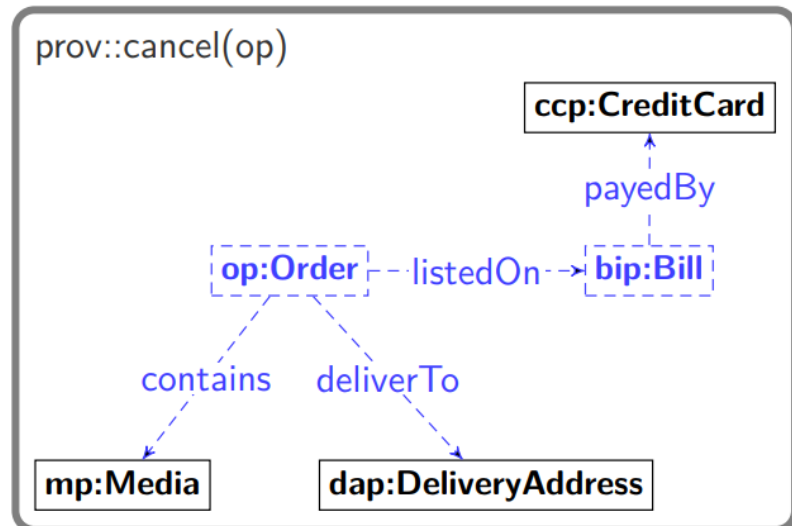 prov::cancel(op)
ccp:CreditCard
payedBy
op:Order
listedOn
bip:Bill
contains
deliverTo
mp:Media
dap:DeliveryAddress